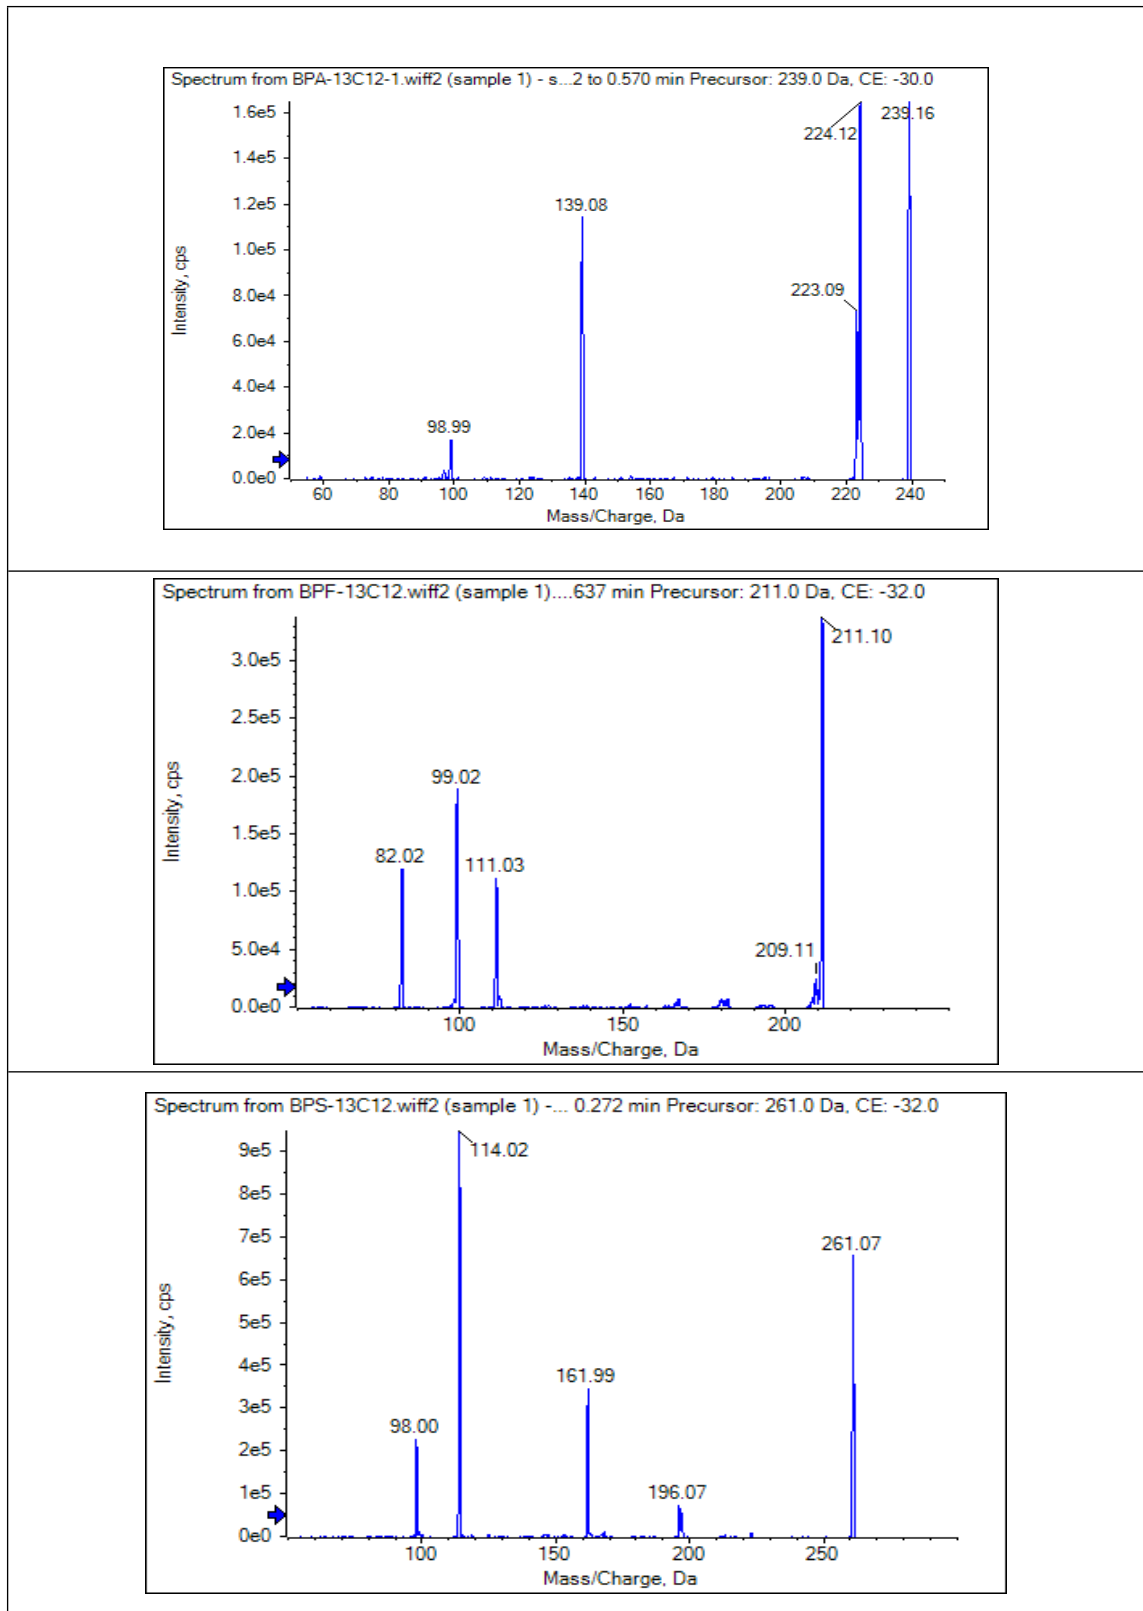 Spectrum from BPA-13C12-1.wiff2 (sample 1) - s...2 to 0.570 min Precursor: 239.0 Da, CE: -30.0
1.6e5
1.4e5
1.2e5
1.0e5
8.0e4
6.0e4
4.0e4
2.0e4
0.0e0
Intensity, cps
239.16
224.12
139.08
223.09
98.99
60 80 100 120 140 160 180 200 220 240
Mass/Charge, Da
Spectrum from BPF-13C12.wiff2 (sample 1)....637 min Precursor: 211.0 Da, CE: -32.0
3.0e5
2.5e5
2.0e5
1.5e5
1.0e5
5.0e4
0.0e0
Intensity, cps
211.10
99.02
82.02
111.03
209.11
100 150 200
Mass/Charge, Da
Spectrum from BPS-13C12.wiff2 (sample 1) -... 0.272 min Precursor: 261.0 Da, CE: -32.0
9e5
8e5
7e5
6e5
5e5
4e5
3e5
2e5
1e5
0e0
Intensity, cps
114.02
261.07
161.99
98.00
196.07
100 150 200 250
Mass/Charge, Da